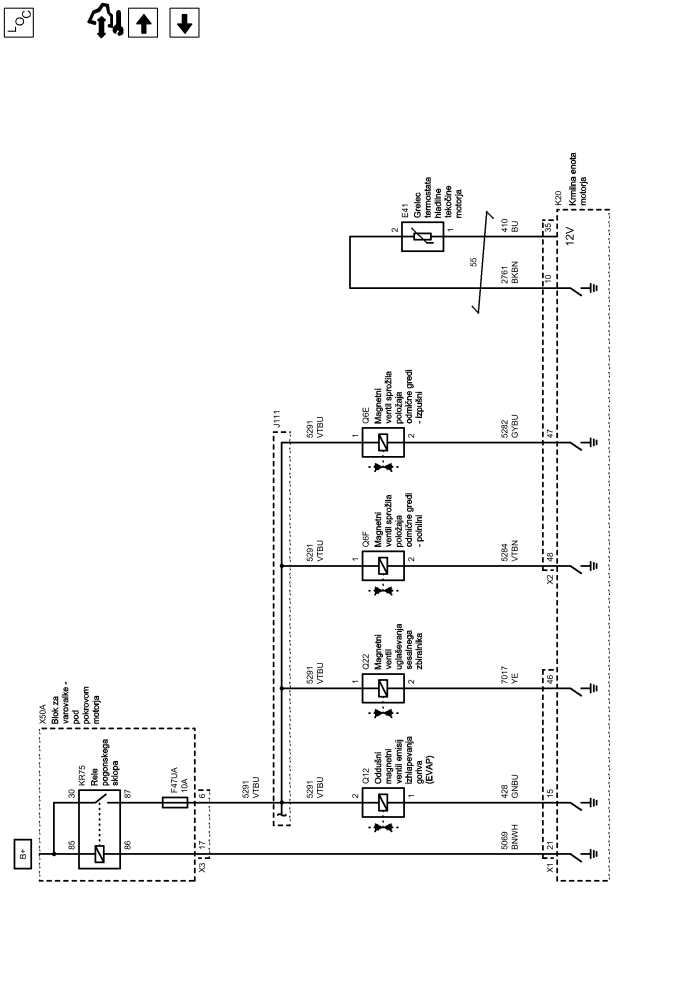 LOC
B+
X50A
Blok za
varovalke -
pod
pokrovom
motorja
30
85
KR75
Rele
pogonskega
sklopa
87
86
F47UA
10A
6
17
X3
5291
VTBU
J111
5291
VTBU
5291
VTBU
5291
VTBU
5291
VTBU
2
Q12
Oddušni
magnetni
ventil emisij
izhlapevanja
goriva
(EVAP)
1
1
Q22
Magnetni
ventil
uglaševanja
sesalnega
zbiralnika
2
1
Q6F
Magnetni
ventil sprožila
položaja
odmične gredi
- polnilni
2
1
Q6E
Magnetni
ventil sprožila
položaja
odmične gredi
- Izpušni
2
2
E41
Grelec
termostata
hladilne
tekočine
motorja
1
55
5069
BNWH
428
GNBU
7017
YE
5284
VTBN
5282
GYBU
2761
BKBN
410
BU
X1
21
15
46
X2
48
47
10
35
12V
K20
Krmilna enota
motorja